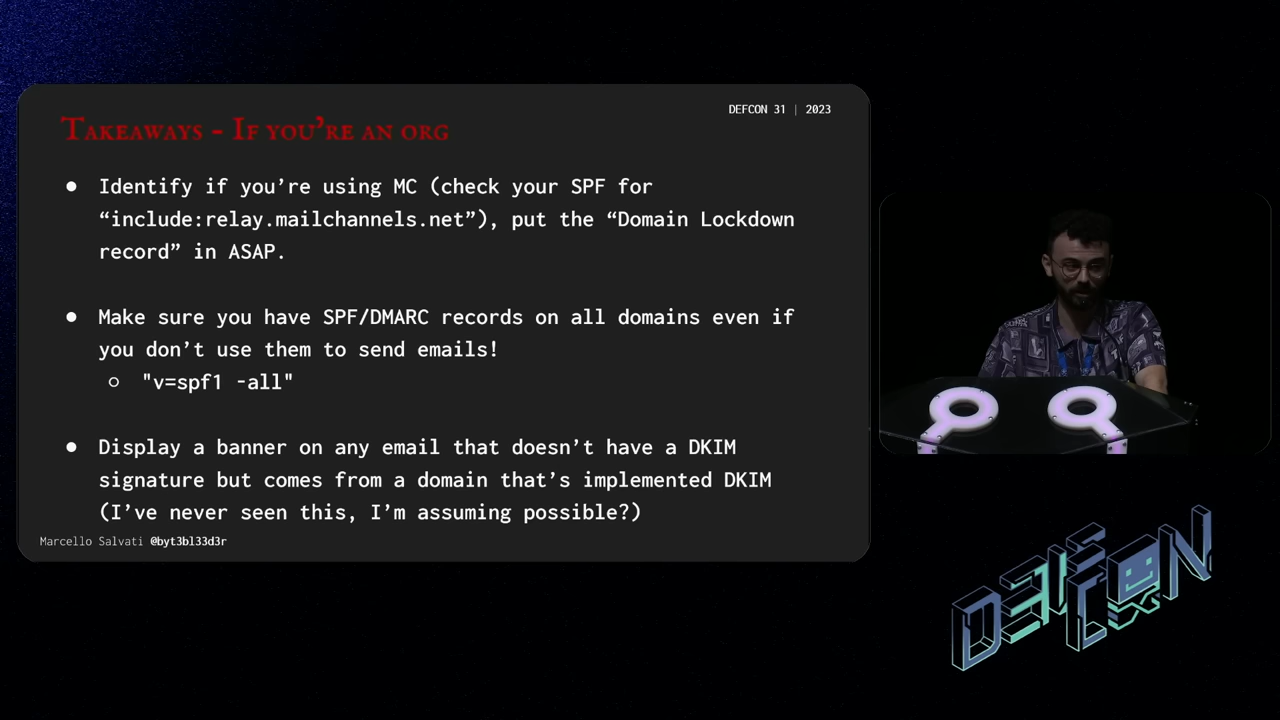 DEFCON 31 | 2023
Takeaways - If you’re an org
● Identify if you’re using MC (check your SPF for
“include:relay.mailchannels.net”), put the “Domain Lockdown
record” in ASAP.
● Make sure you have SPF/DMARC records on all domains even if
you don’t use them to send emails!
○ "v=spf1 -all"
● Display a banner on any email that doesn’t have a DKIM
signature but comes from a domain that’s implemented DKIM
(I’ve never seen this, I’m assuming possible?)
Marcello Salvati @byt3bl33d3r
DEF
CON